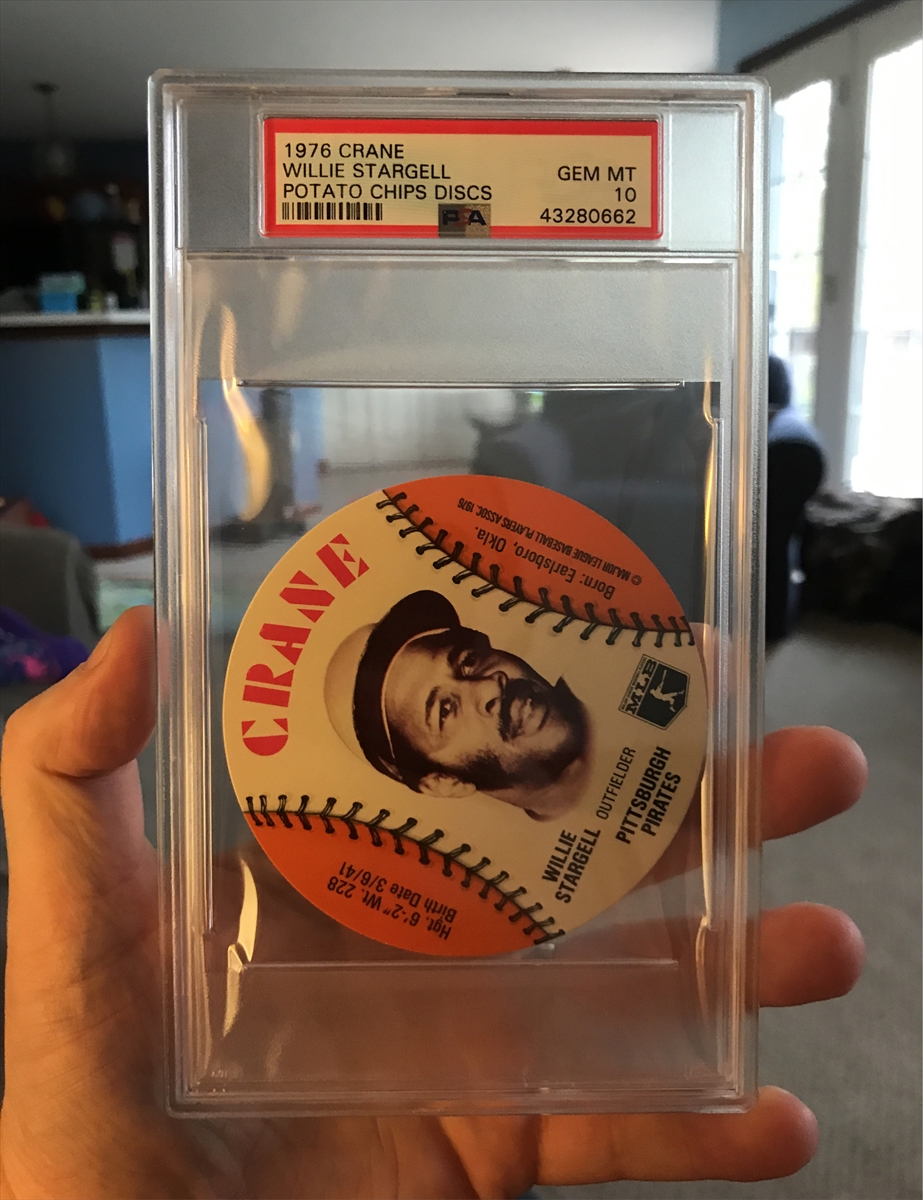 1976 CRANE
WILLIE STARGELL
POTATO CHIPS DISCS
GEM MT
10
43280662
PSA
CRANE
© MAJOR LEAGUE BASEBALL PLAYERS ASSOC. 1976
Born: Earlsboro, Okla.
MLB
WILLIE
STARGELL
OUTFIELDER
PITTSBURGH
PIRATES
Hgt. 6'-2" Wt. 228
Birth Date 3/6/41